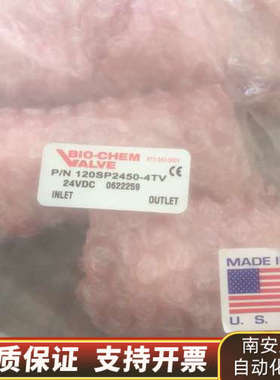 BIO-CHEM
VALVE
P/N 120SP2450-4TV
24VDC 0622259
INLET
OUTLET
MADE IN
U. S.
质保证 支持开票
南安
自动化